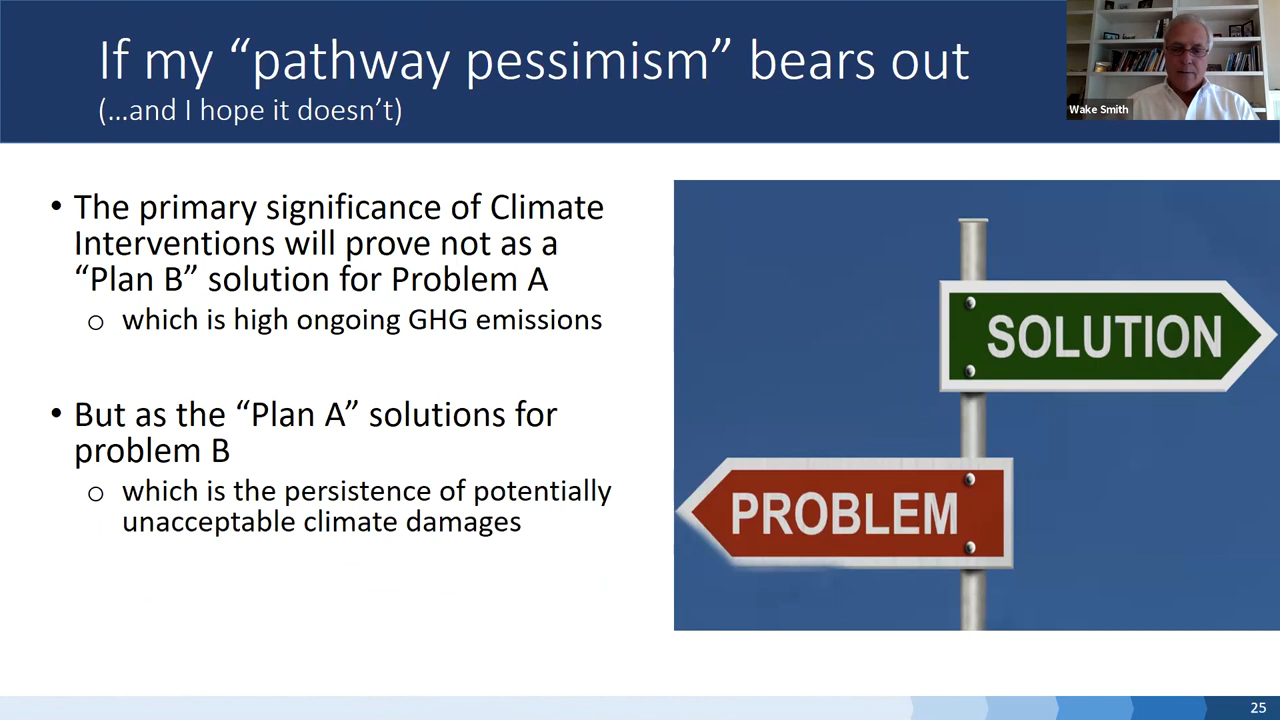 If my “pathway pessimism” bears out
(…and I hope it doesn’t)
Wake Smith
• The primary significance of Climate
Interventions will prove not as a
“Plan B” solution for Problem A
o which is high ongoing GHG emissions
• But as the “Plan A” solutions for
problem B
o which is the persistence of potentially
unacceptable climate damages
SOLUTION
PROBLEM
25